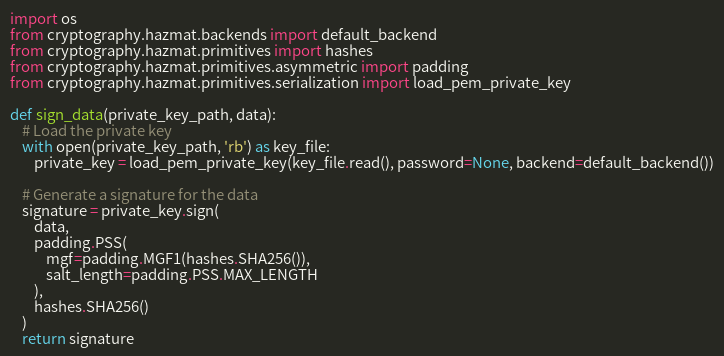 import os
from cryptography.hazmat.backends import default_backend
from cryptography.hazmat.primitives import hashes
from cryptography.hazmat.primitives.asymmetric import padding
from cryptography.hazmat.primitives.serialization import load_pem_private_key

def sign_data(private_key_path, data):
    # Load the private key
    with open(private_key_path, 'rb') as key_file:
        private_key = load_pem_private_key(key_file.read(), password=None, backend=default_backend())

    # Generate a signature for the data
    signature = private_key.sign(
        data,
        padding.PSS(
            mgf=padding.MGF1(hashes.SHA256()),
            salt_length=padding.PSS.MAX_LENGTH
        ),
        hashes.SHA256()
    )
    return signature